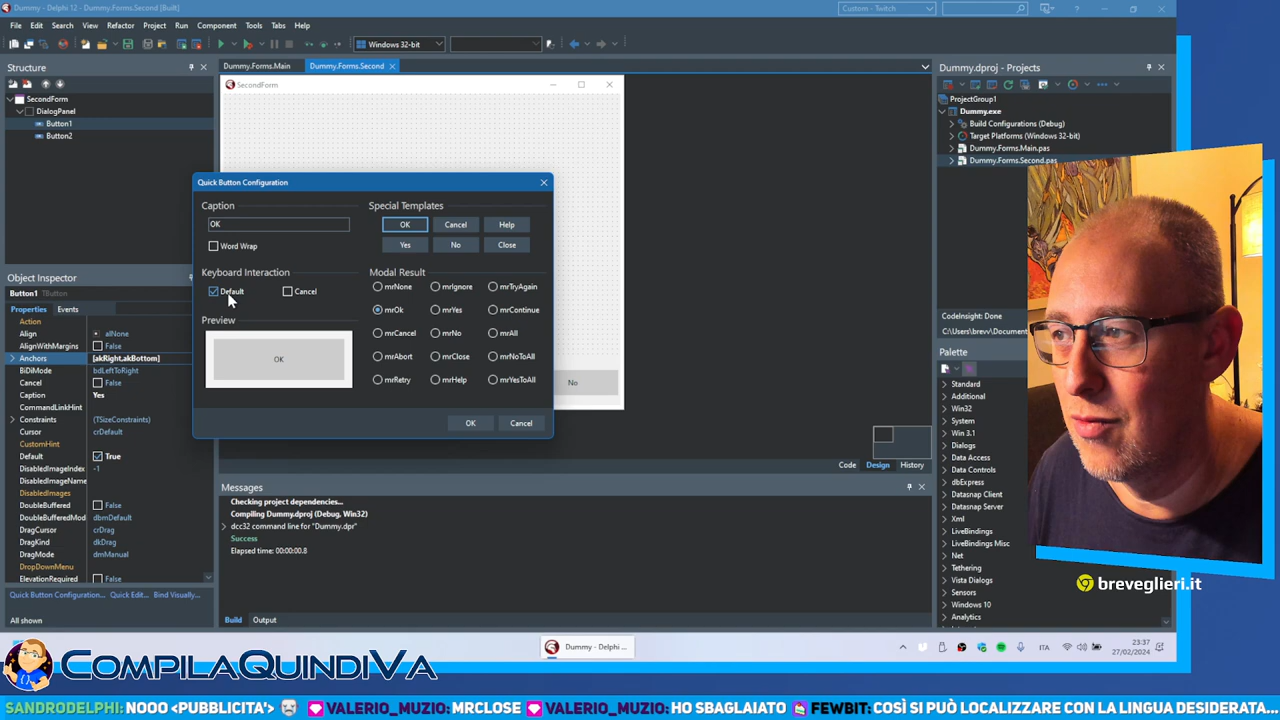 Dummy - Delphi 12 - Dummy.Forms.Second [Built]
Custom - Twitch
File Edit Search View Refactor Project Run Component Tools Tabs Help
Windows 32-bit
Structure
SecondForm
DialogPanel
Button1
Button2
Dummy.Forms.Main
Dummy.Forms.Second
SecondForm
No
Quick Button Configuration
Caption
OK
Word Wrap
Keyboard Interaction
Default
Cancel
Preview
OK
Special Templates
OK Cancel Help
Yes No Close
Modal Result
mrNone mrIgnore mrTryAgain
mrOk mrYes mrContinue
mrCancel mrNo mrAll
mrAbort mrClose mrNoToAll
mrRetry mrHelp mrYesToAll
OK Cancel
Object Inspector
Button1 TButton
Properties Events
Action
Align alNone
AlignWithMargins False
Anchors [akRight,akBottom]
BiDiMode bdLeftToRight
Cancel False
Caption Yes
CommandLinkHint
Constraints (TSizeConstraints)
Cursor crDefault
CustomHint
Default True
DisabledImageIndex -1
DisabledImageName
DisabledImages
DoubleBuffered False
DoubleBufferedMod dbmDefault
DragCursor crDrag
DragKind dkDrag
DragMode dmManual
DropDownMenu
ElevationRequired False
Quick Button Configuration... Quick Edit... Bind Visually...
All shown
Code Design History
Messages
Checking project dependencies...
Compiling Dummy.dproj (Debug, Win32)
dcc32 command line for "Dummy.dpr"
Success
Elapsed time: 00:00:00.8
Build Output
Dummy.dproj - Projects
ProjectGroup1
Dummy.exe
Build Configurations (Debug)
Target Platforms (Windows 32-bit)
Dummy.Forms.Main.pas
Dummy.Forms.Second.pas
CodeInsight: Done.
C:\Users\brevv\Document
Palette
Standard
Additional
Win32
System
Win 3.1
Dialogs
Data Access
Data Controls
dbExpress
Datasnap Client
Datasnap Server
Xml
LiveBindings
LiveBindings Misc
Net
Tethering
Vista Dialogs
Sensors
Windows 10
Analytics
breveglieri.it
Dummy - Delphi ...
ITA
23:37
27/02/2024
CompilaQuindiVa
SANDRODELPHI: NOOO <PUBBLICITA'> VALERIO_MUZIO: MRCLOSE VALERIO_MUZIO: HO SBAGLIAITO FEWBIT: COSÌ SI PUÒ LOCALIZZARE CON LA LINGUA DESIDERATA...